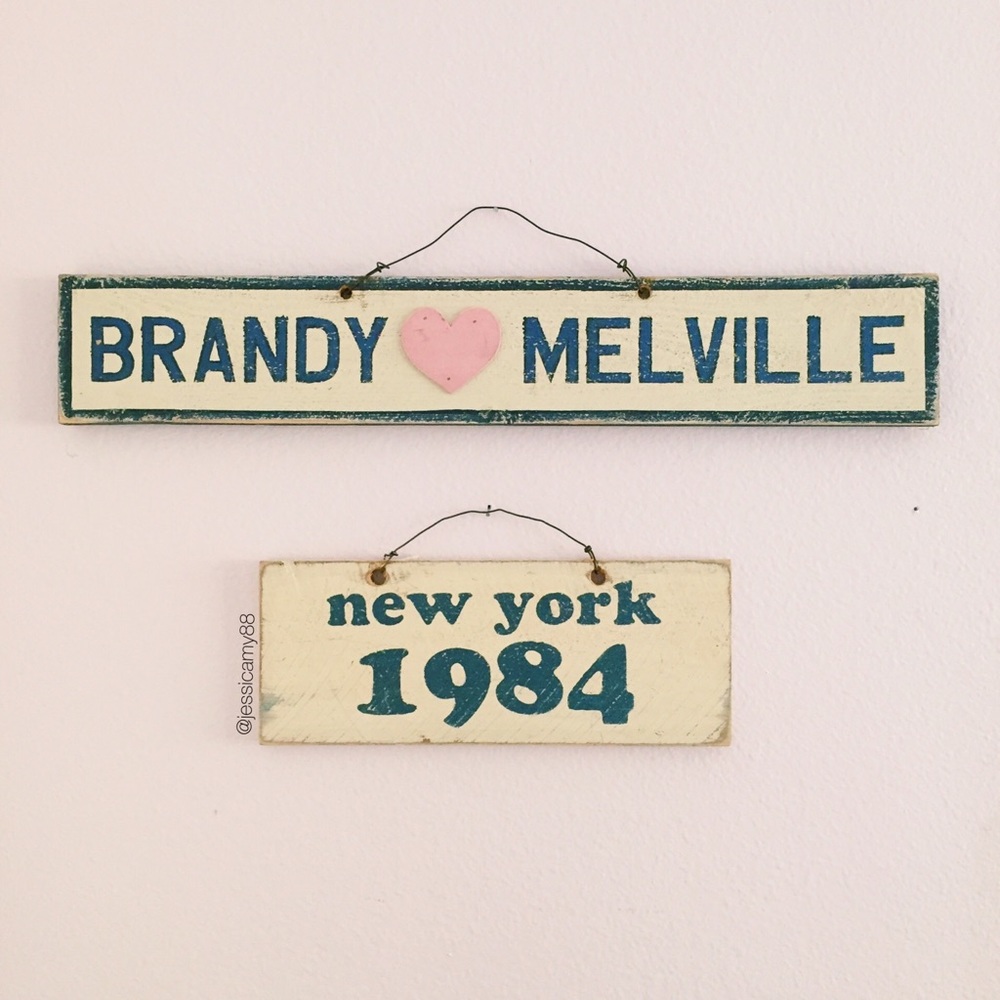 BRANDY MELVILLE
new york
1984
@jessicamy88